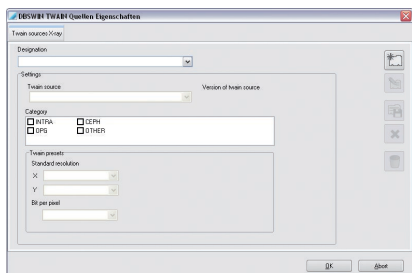 DBSWIN TWAIN Quellen Eigenschaften
Twain sources X-ray
Designation
Settings
Twain source Version of twain source
Category
INTRA CEPH
OPG OTHER
Twain presets
Standard resolution
X
Y
Bit per pixel
OK Abort